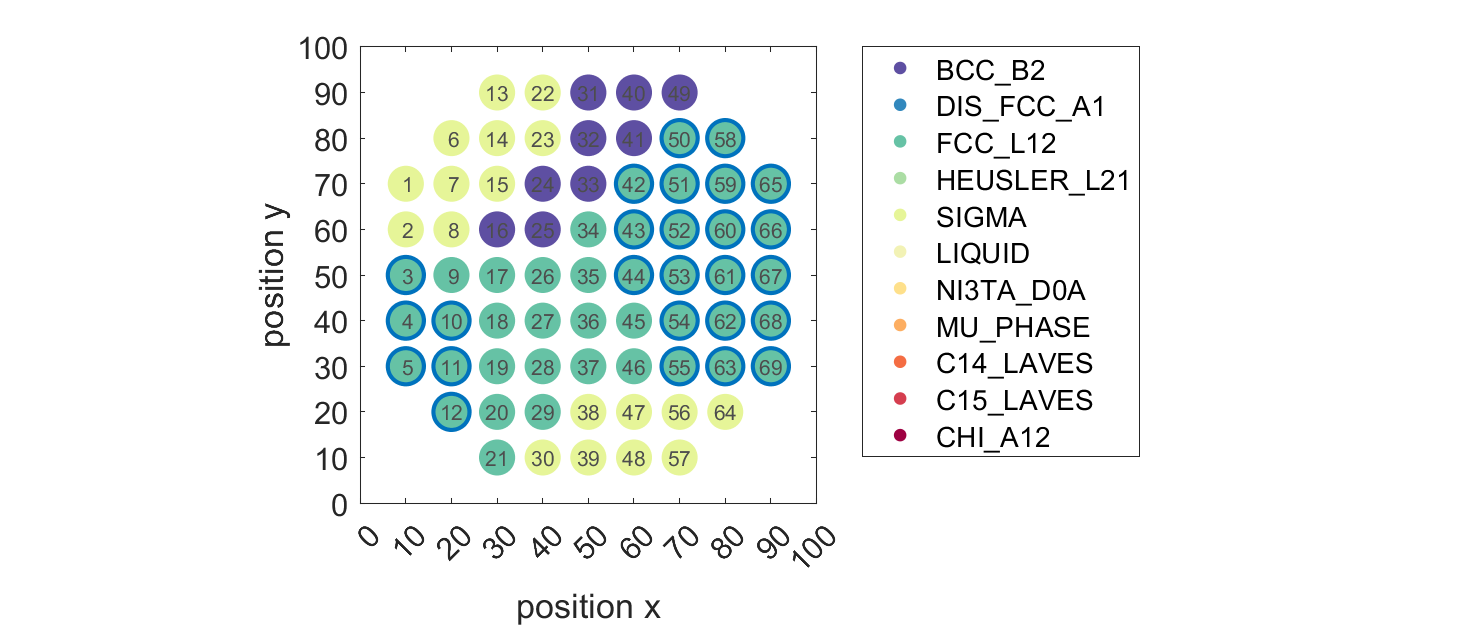 100
90
80
70
60
50
40
30
20
10
0
position y
13 22 31 40 49
6 14 23 32 41 50 58
1 7 15 24 33 42 51 59 65
2 8 16 25 34 43 52 60 66
3 9 17 26 35 44 53 61 67
4 10 18 27 36 45 54 62 68
5 11 19 28 37 46 55 63 69
12 20 29 38 47 56 64
21 30 39 48 57
0 10 20 30 40 50 60 70 80 90 100
position x
BCC_B2
DIS_FCC_A1
FCC_L12
HEUSLER_L21
SIGMA
LIQUID
NI3TA_D0A
MU_PHASE
C14_LAVES
C15_LAVES
CHI_A12